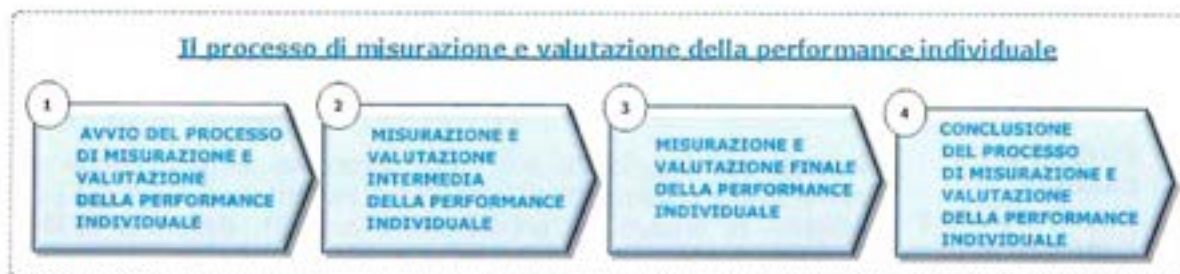 Il processo di misurazione e valutazione della performance individuale
1
AVVIO DEL PROCESSO
DI MISURAZIONE E
VALUTAZIONE
DELLA PERFORMANCE
INDIVIDUALE
2
MISURAZIONE E
VALUTAZIONE
INTERMEDIA
DELLA PERFORMANCE
INDIVIDUALE
3
MISURAZIONE E
VALUTAZIONE FINALE
DELLA PERFORMANCE
INDIVIDUALE
4
CONCLUSIONE
DEL PROCESSO
DI MISURAZIONE E
VALUTAZIONE
DELLA PERFORMANCE
INDIVIDUALE